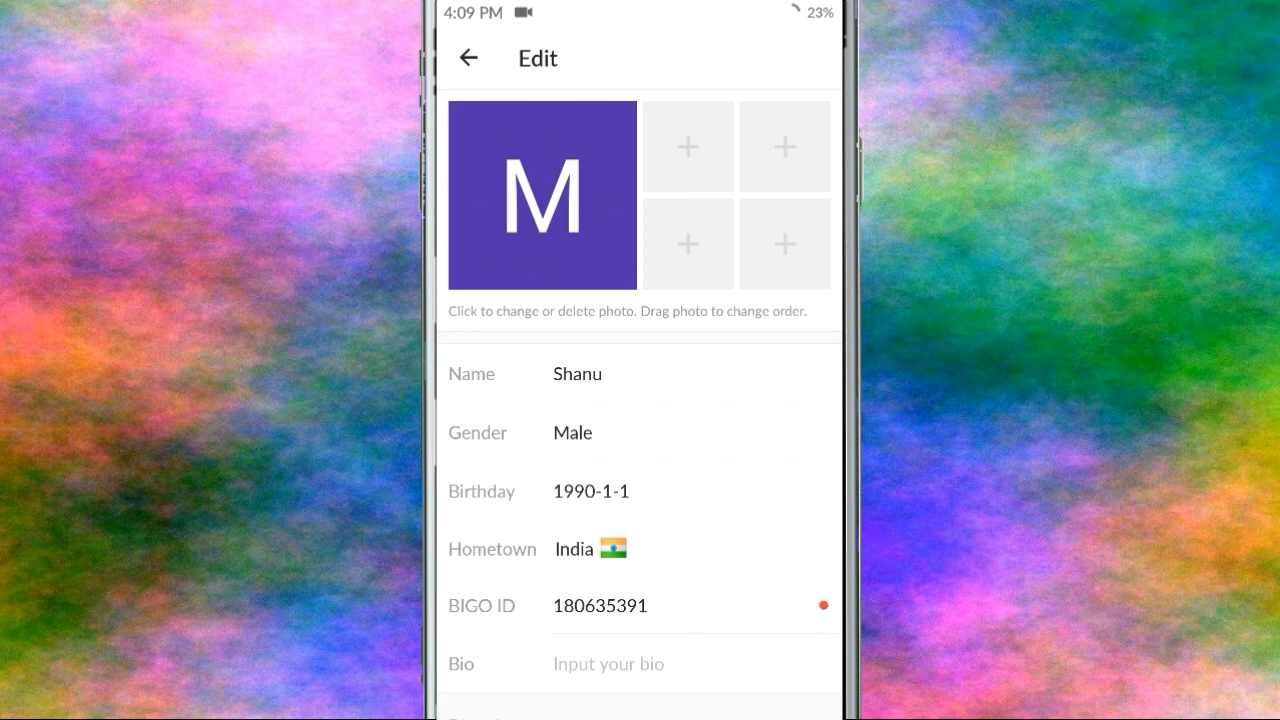 4:09 PM 23%
Edit
M
Click to change or delete photo. Drag photo to change order.
Name Shanu
Gender Male
Birthday 1990-1-1
Hometown India
BIGO ID 180635391
Bio Input your bio